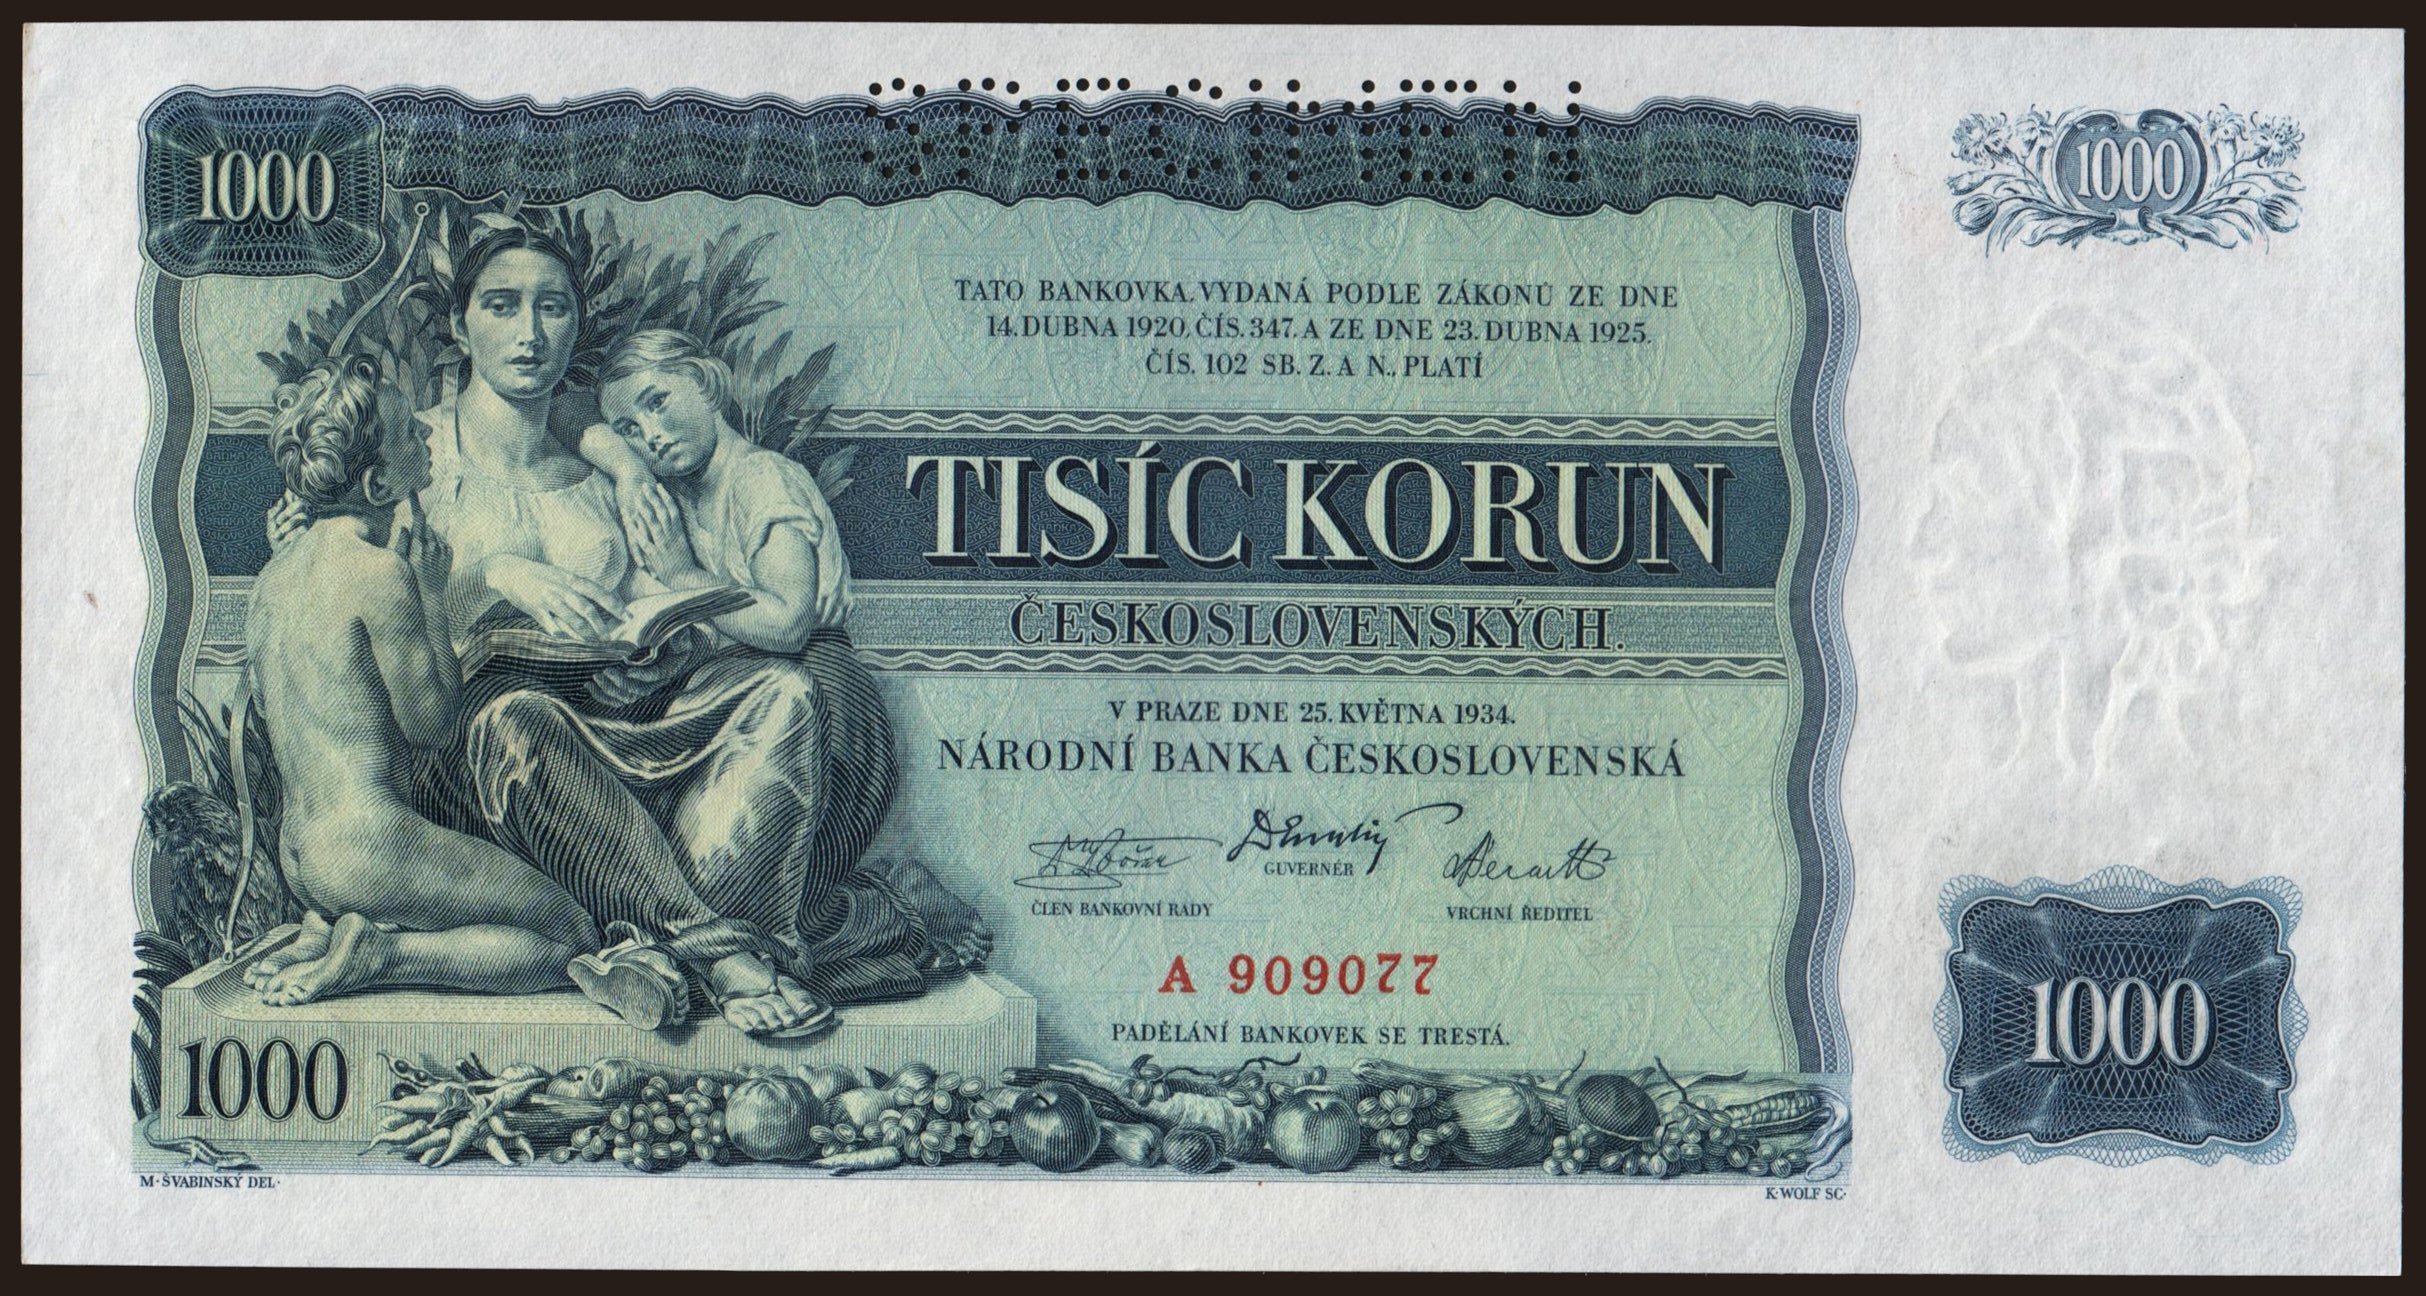 1000
1000
TATO BANKOVKA, VYDANÁ PODLE ZÁKONŮ ZE DNE
14. DUBNA 1920, ČÍS. 347. A ZE DNE 23. DUBNA 1925.
ČÍS. 102 SB. Z. A N., PLATÍ
TISÍC KORUN
ČESKOSLOVENSKÝCH.
V PRAZE DNE 25. KVĚTNA 1934.
NÁRODNÍ BANKA ČESKOSLOVENSKÁ
GUVERNÉR
ČLEN BANKOVNÍ RADY
VRCHNÍ ŘEDITEL
A 909077
PADĚLÁNÍ BANKOVEK SE TRESTÁ.
1000
1000
M·ŠVABINSKÝ DEL·
K·WOLF SC·